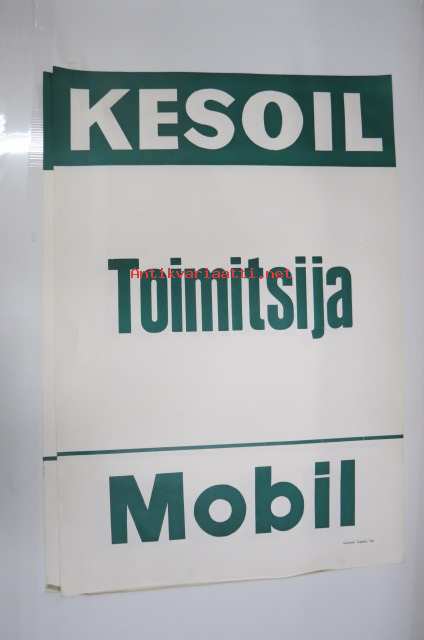 KESOIL
Toimitsija
Antikvariaatti.net
Mobil